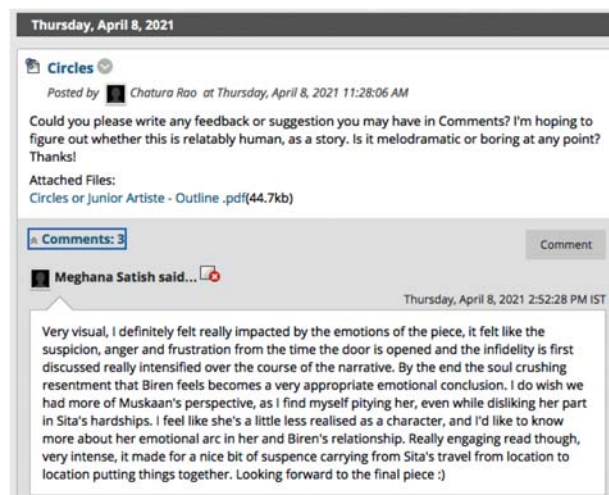 Thursday, April 8, 2021
Circles
Posted by Chatura Rao at Thursday, April 8, 2021 11:28:06 AM
Could you please write any feedback or suggestion you may have in Comments? I'm hoping to
figure out whether this is relatably human, as a story. Is it melodramatic or boring at any point?
Thanks!
Attached Files:
Circles or Junior Artiste - Outline .pdf(44.7kb)
Comments: 3
Comment
Meghana Satish said...
Thursday, April 8, 2021 2:52:28 PM IST
Very visual, I definitely felt really impacted by the emotions of the piece, it felt like the
suspicion, anger and frustration from the time the door is opened and the infidelity is first
discussed really intensified over the course of the narrative. By the end the soul crushing
resentment that Biren feels becomes a very appropriate emotional conclusion. I do wish we
had more of Muskaan's perspective, as I find myself pitying her, even while disliking her part
in Sita's hardships. I feel like she's a little less realised as a character, and I'd like to know
more about her emotional arc in her and Biren's relationship. Really engaging read though,
very intense, it made for a nice bit of suspence carrying from Sita's travel from location to
location putting things together. Looking forward to the final piece :)